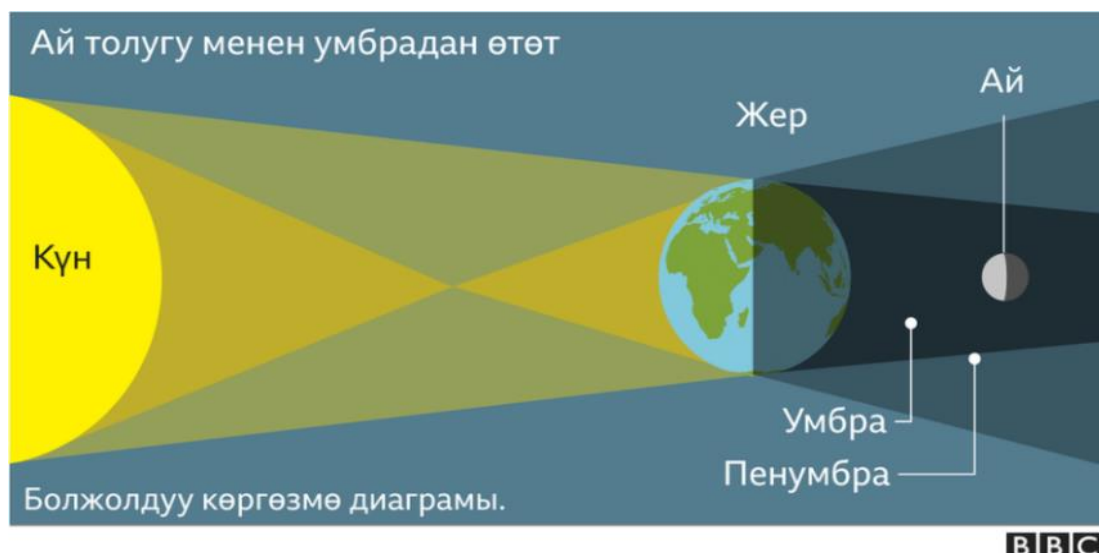 Ай толугу менен умбрадан өтөт
Ай
Жер
Күн
Умбра
Пенумбра
Болжолдуу көргөзмө диаграмы.
BBC